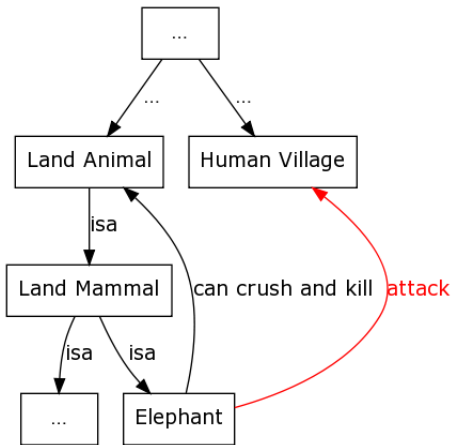 ...
... ...
Land Animal Human Village
isa
Land Mammal can crush and kill attack
isa isa
... Elephant